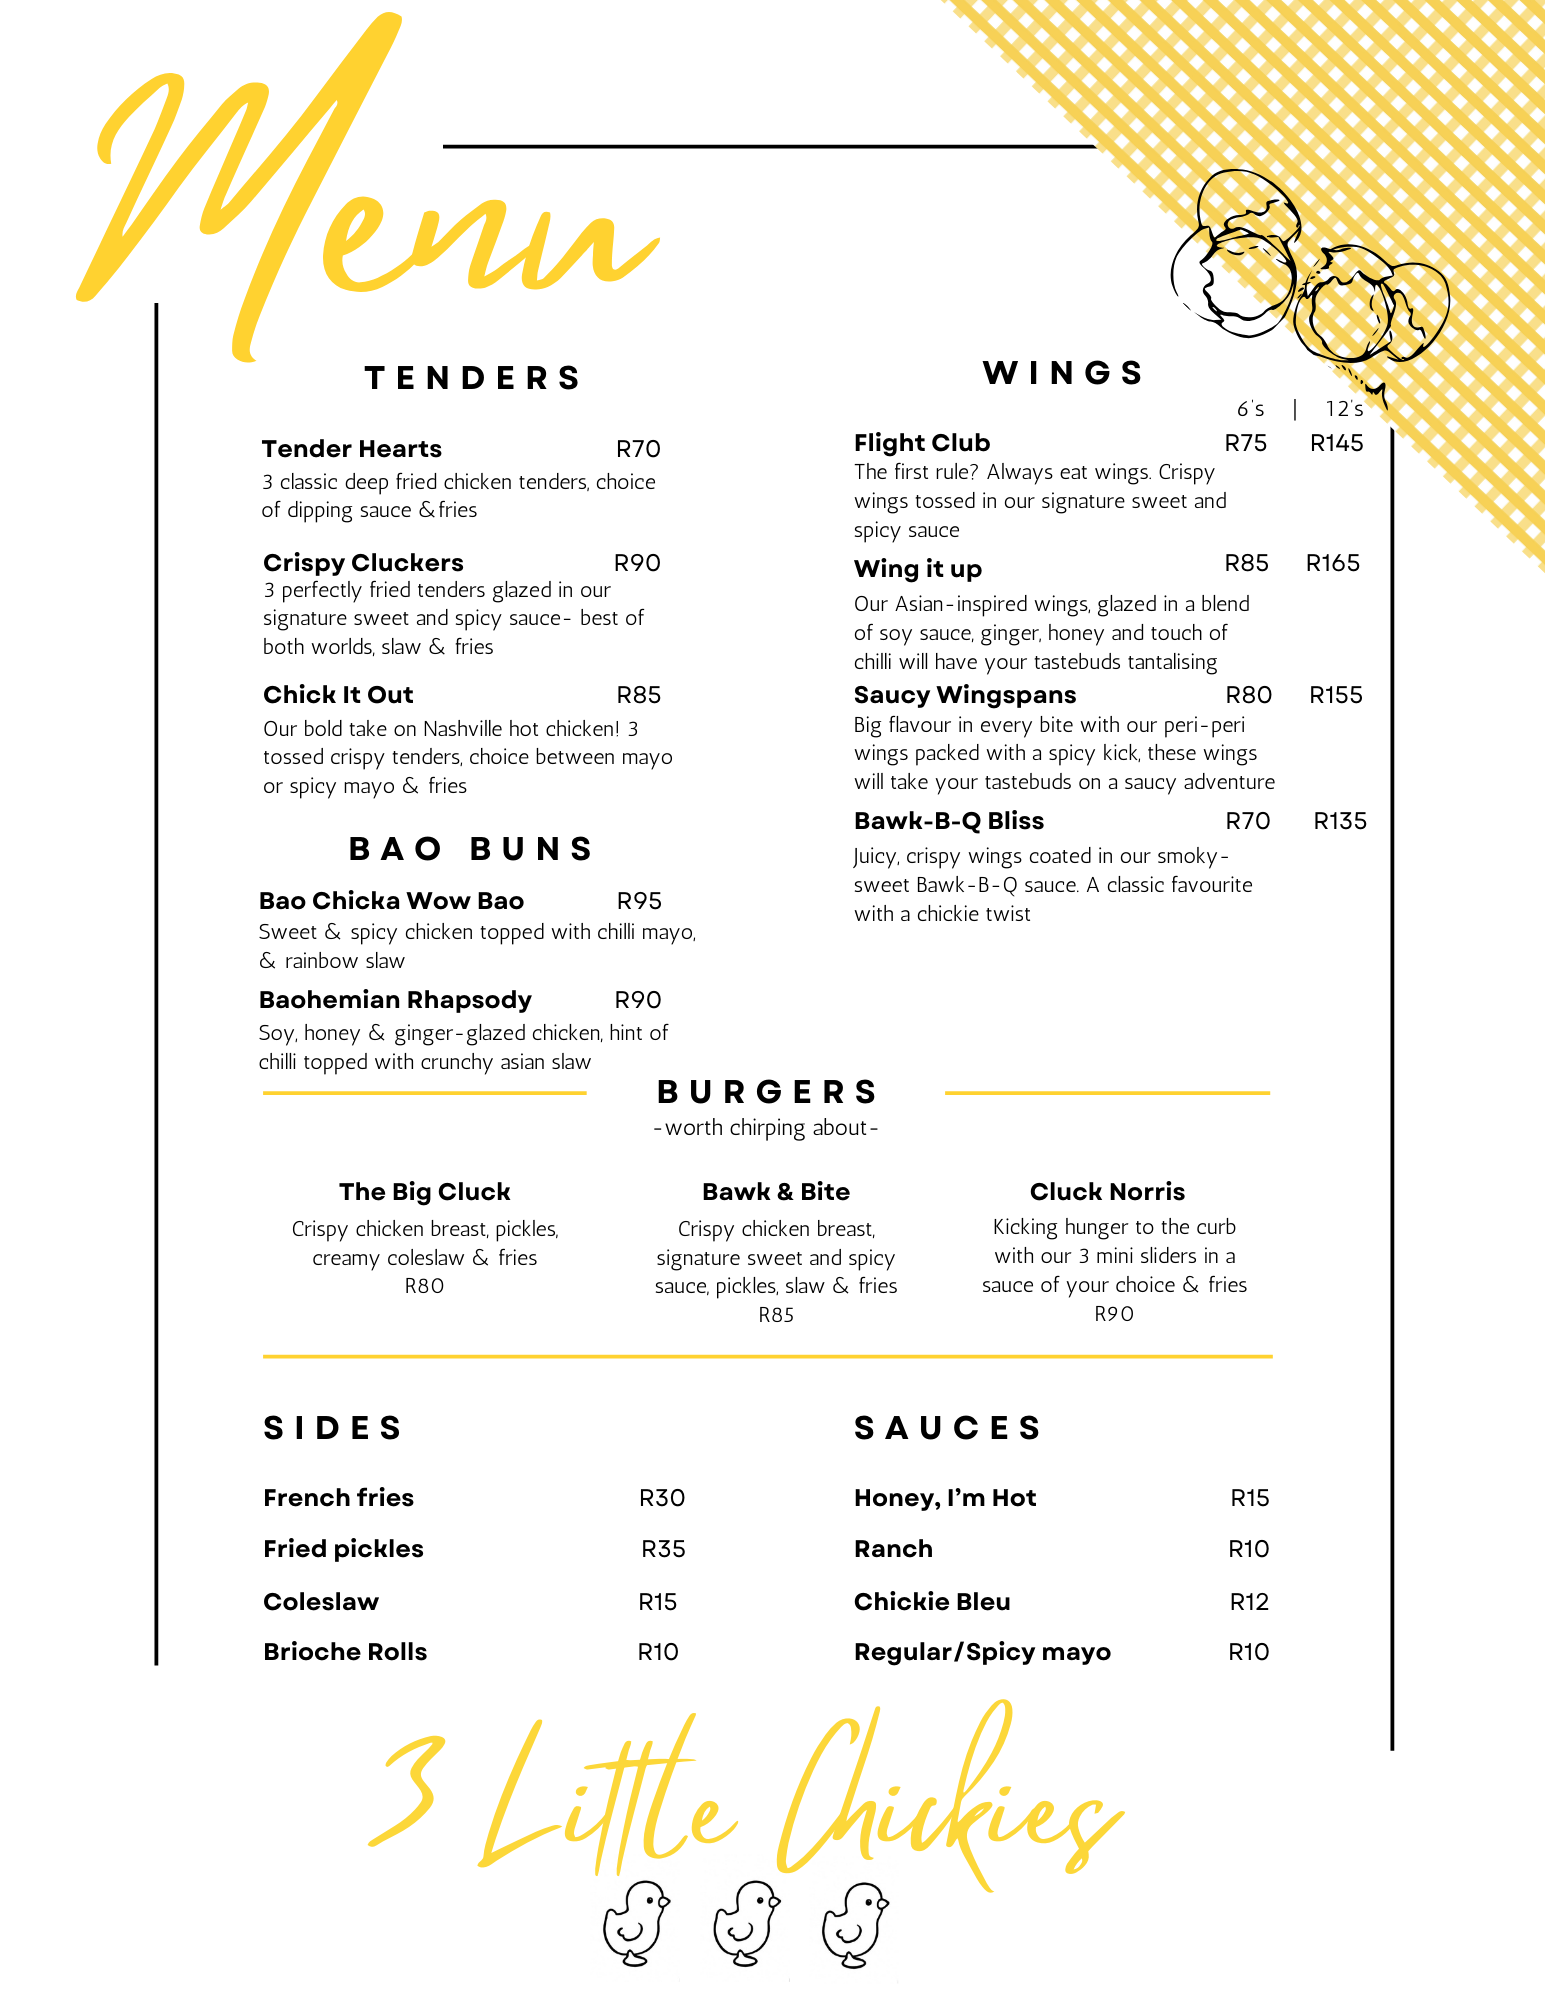 Menu
TENDERS
Tender Hearts R70
3 classic deep fried chicken tenders, choice
of dipping sauce &fries
Crispy Cluckers R90
3 perfectly fried tenders glazed in our
signature sweet and spicy sauce- best of
both worlds, slaw & fries
Chick It Out R85
Our bold take on Nashville hot chicken! 3
tossed crispy tenders, choice between mayo
or spicy mayo & fries
BAO BUNS
Bao Chicka Wow Bao R95
Sweet & spicy chicken topped with chilli mayo,
& rainbow slaw
Baohemian Rhapsody R90
Soy, honey & ginger-glazed chicken, hint of
chilli topped with crunchy asian slaw
WINGS
6's | 12's
Flight Club R75 R145
The first rule? Always eat wings. Crispy
wings tossed in our signature sweet and
spicy sauce
Wing it up R85 R165
Our Asian-inspired wings, glazed in a blend
of soy sauce, ginger, honey and touch of
chilli will have your tastebuds tantalising
Saucy Wingspans R80 R155
Big flavour in every bite with our peri-peri
wings packed with a spicy kick, these wings
will take your tastebuds on a saucy adventure
Bawk-B-Q Bliss R70 R135
Juicy, crispy wings coated in our smoky-
sweet Bawk-B-Q sauce. A classic favourite
with a chickie twist
BURGERS
-worth chirping about-
The Big Cluck
Crispy chicken breast, pickles,
creamy coleslaw & fries
R80
Bawk & Bite
Crispy chicken breast,
signature sweet and spicy
sauce, pickles, slaw & fries
R85
Cluck Norris
Kicking hunger to the curb
with our 3 mini sliders in a
sauce of your choice & fries
R90
SIDES
French fries R30
Fried pickles R35
Coleslaw R15
Brioche Rolls R10
SAUCES
Honey, I'm Hot R15
Ranch R10
Chickie Bleu R12
Regular/Spicy mayo R10
3 Little Chickies